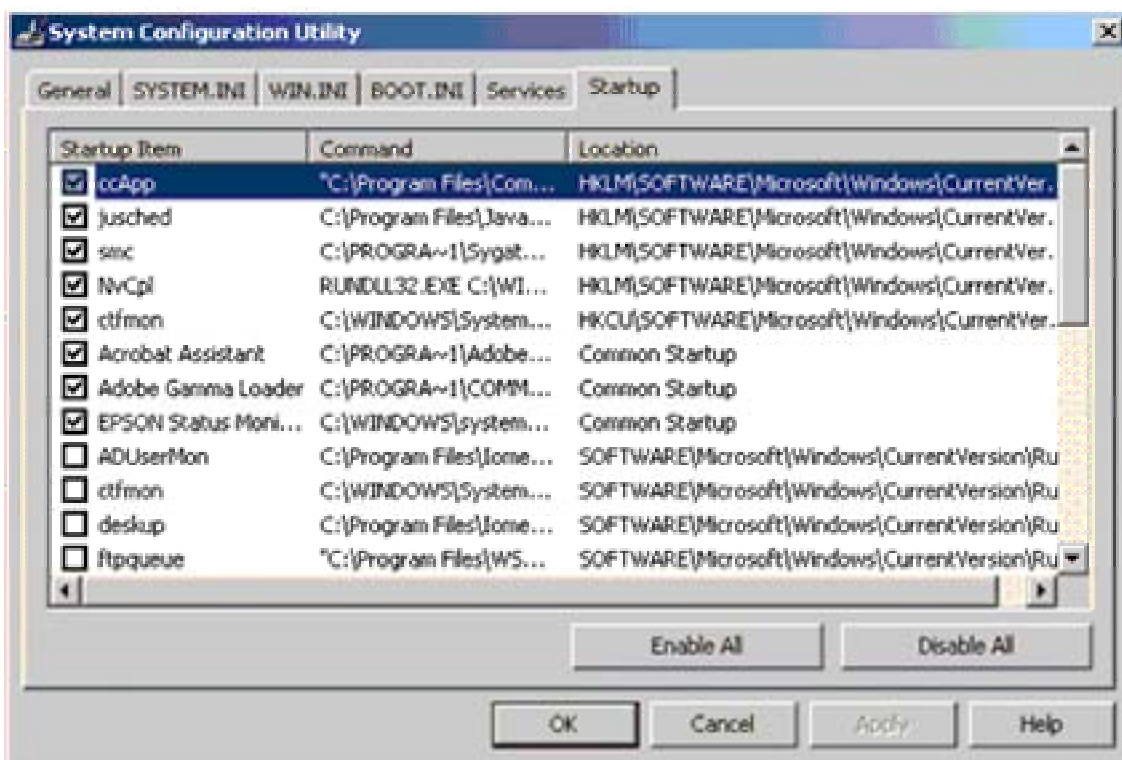 System Configuration Utility
General SYSTEM.INI WIN.INI BOOT.INI Services Startup
Startup Item Command Location
ccApp "C:\Program Files\Com... HKLM\SOFTWARE\Microsoft\Windows\CurrentVer.
jusched C:\Program Files\Java... HKLM\SOFTWARE\Microsoft\Windows\CurrentVer.
smc C:\PROGRA~1\Sygat... HKLM\SOFTWARE\Microsoft\Windows\CurrentVer.
NvCpl RUNDLL32.EXE C:\WI... HKLM\SOFTWARE\Microsoft\Windows\CurrentVer.
ctfmon C:\WINDOWS\System... HKCU\SOFTWARE\Microsoft\Windows\CurrentVer.
Acrobat Assistant C:\PROGRA~1\Adobe... Common Startup
Adobe Gamma Loader C:\PROGRA~1\COMM... Common Startup
EPSON Status Moni... C:\WINDOWS\system... Common Startup
ADUserMon C:\Program Files\Iome... SOFTWARE\Microsoft\Windows\CurrentVersion\Ru
ctfmon C:\WINDOWS\System... SOFTWARE\Microsoft\Windows\CurrentVersion\Ru
deskup C:\Program Files\Iome... SOFTWARE\Microsoft\Windows\CurrentVersion\Ru
ftpqueue "C:\Program Files\WS... SOFTWARE\Microsoft\Windows\CurrentVersion\Ru
Enable All Disable All
OK Cancel Apply Help